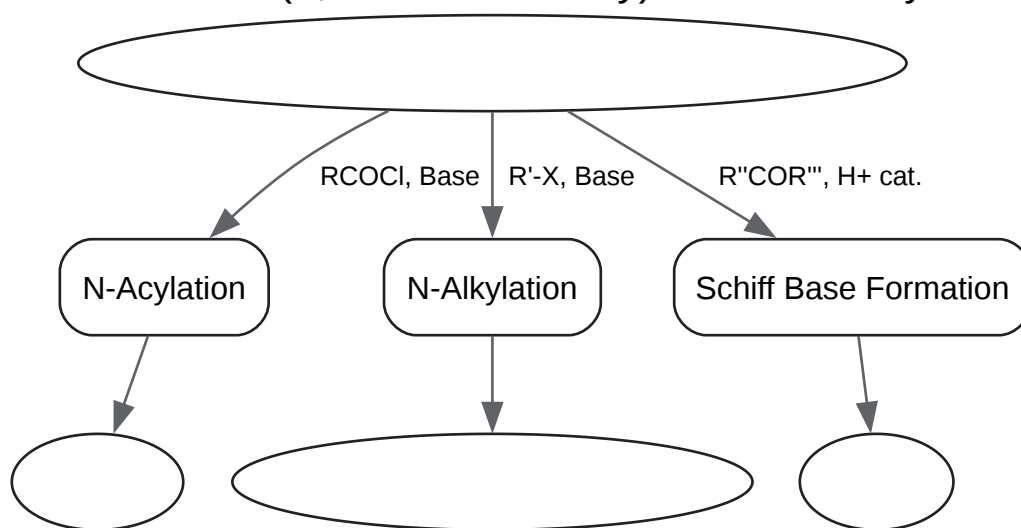 RCOCl, Base
R'-X, Base
R''COR''', H+ cat.
N-Acylation
N-Alkylation
Schiff Base Formation